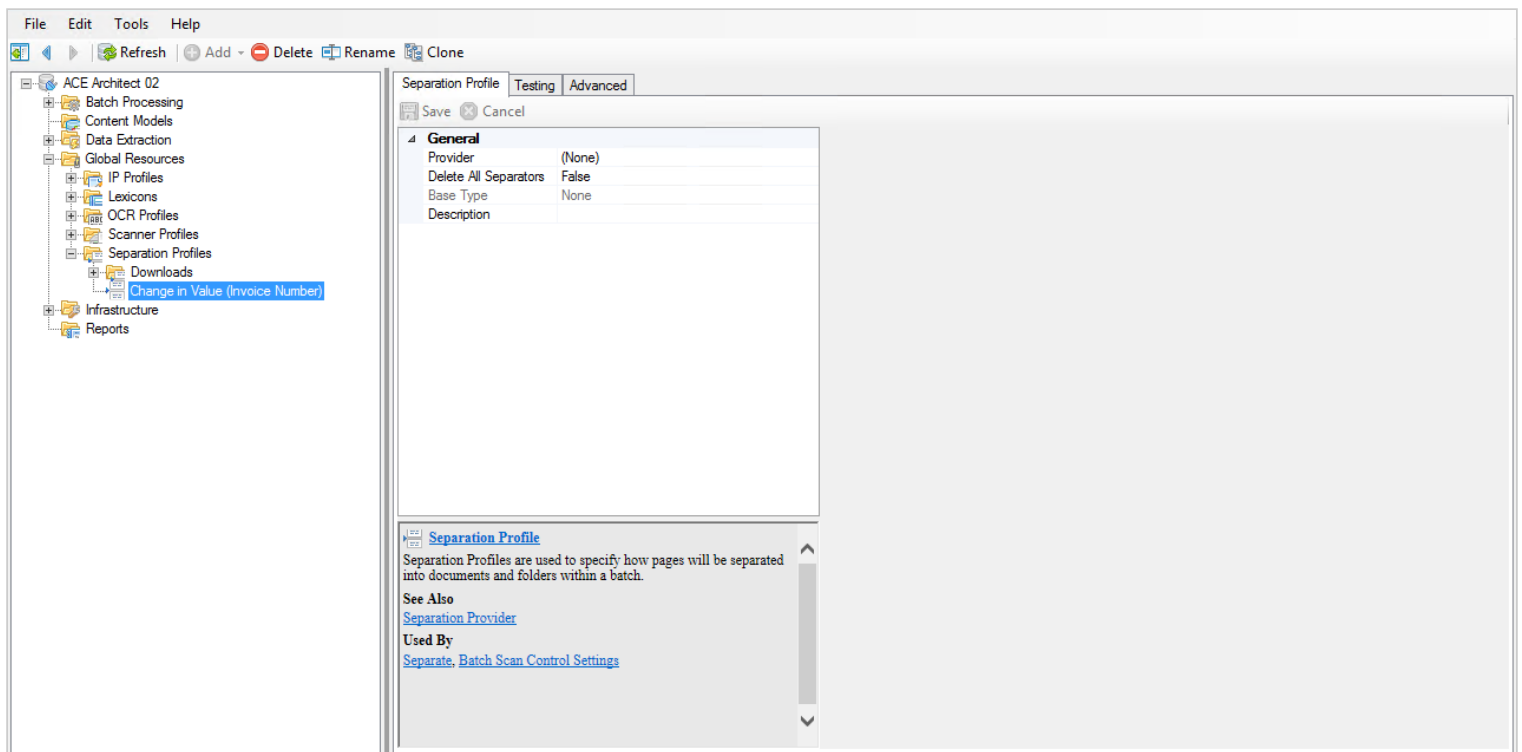 File Edit Tools Help
Refresh Add Delete Rename Clone
ACE Architect 02
Batch Processing
Content Models
Data Extraction
Global Resources
IP Profiles
Lexicons
OCR Profiles
Scanner Profiles
Separation Profiles
Downloads
Change in Value (Invoice Number)
Infrastructure
Reports
Separation Profile Testing Advanced
Save Cancel
General
Provider (None)
Delete All Separators False
Base Type None
Description
Separation Profile
Separation Profiles are used to specify how pages will be separated
into documents and folders within a batch.
See Also
Separation Provider
Used By
Separate, Batch Scan Control Settings